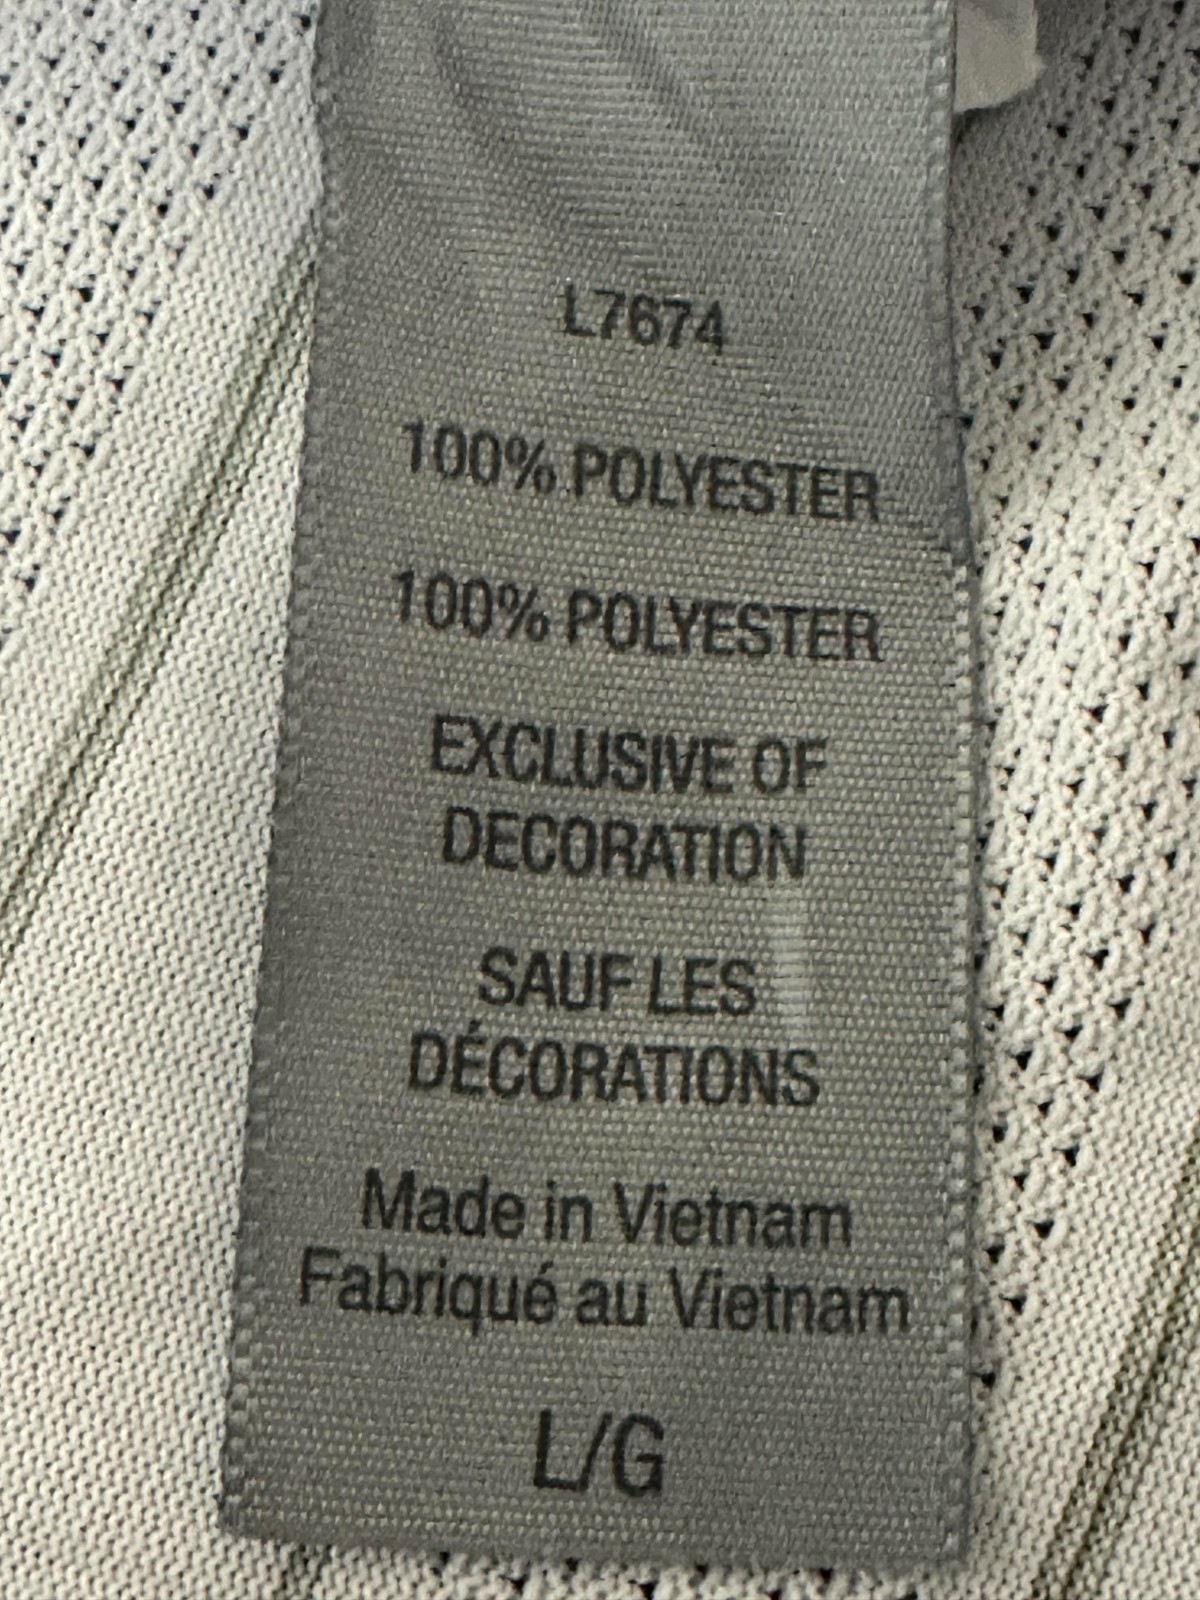 L7674
100% POLYESTER
100% POLYESTER
EXCLUSIVE OF
DECORATION
SAUF LES
DÉCORATIONS
Made in Vietnam
Fabriqué au Vietnam
L/G